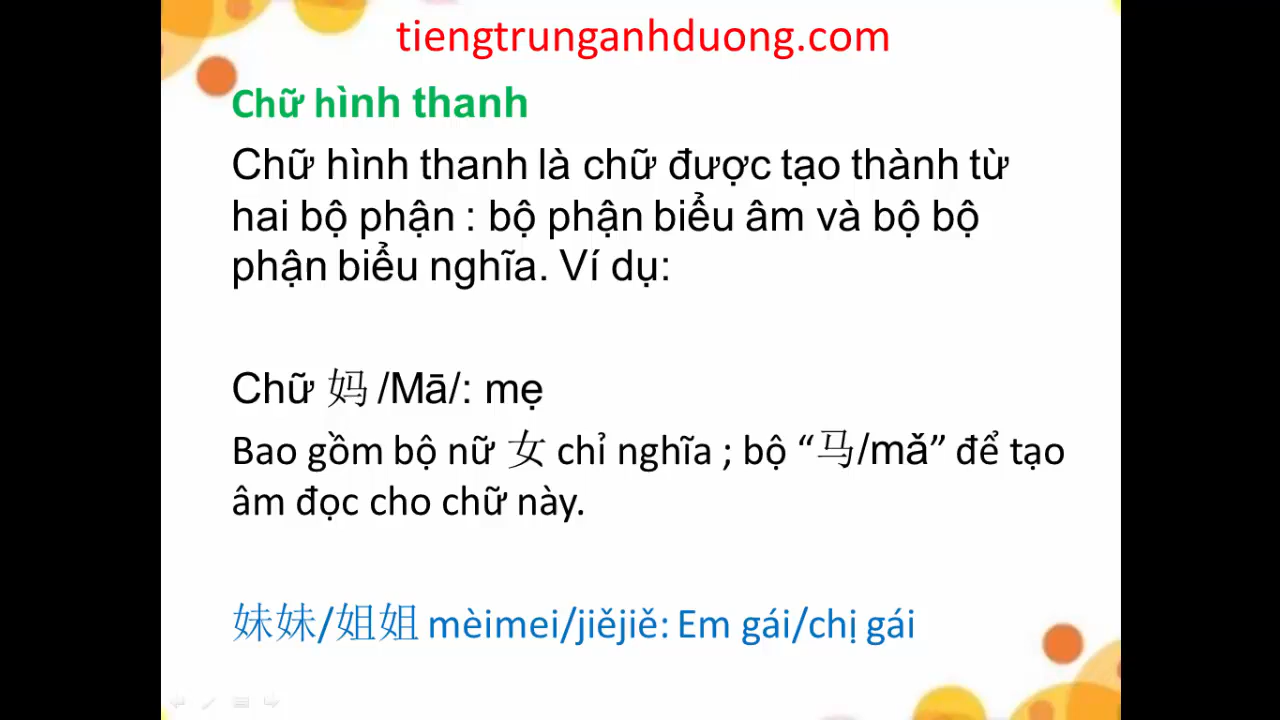 tiengtrunganhduong.com
Chữ hình thanh
Chữ hình thanh là chữ được tạo thành từ
hai bộ phận : bộ phận biểu âm và bộ bộ
phận biểu nghĩa. Ví dụ:
Chữ 妈 /Mā/: mẹ
Bao gồm bộ nữ 女 chỉ nghĩa ; bộ “马/mǎ” để tạo
âm đọc cho chữ này.
妹妹/姐姐 mèimei/jiějiě: Em gái/chị gái